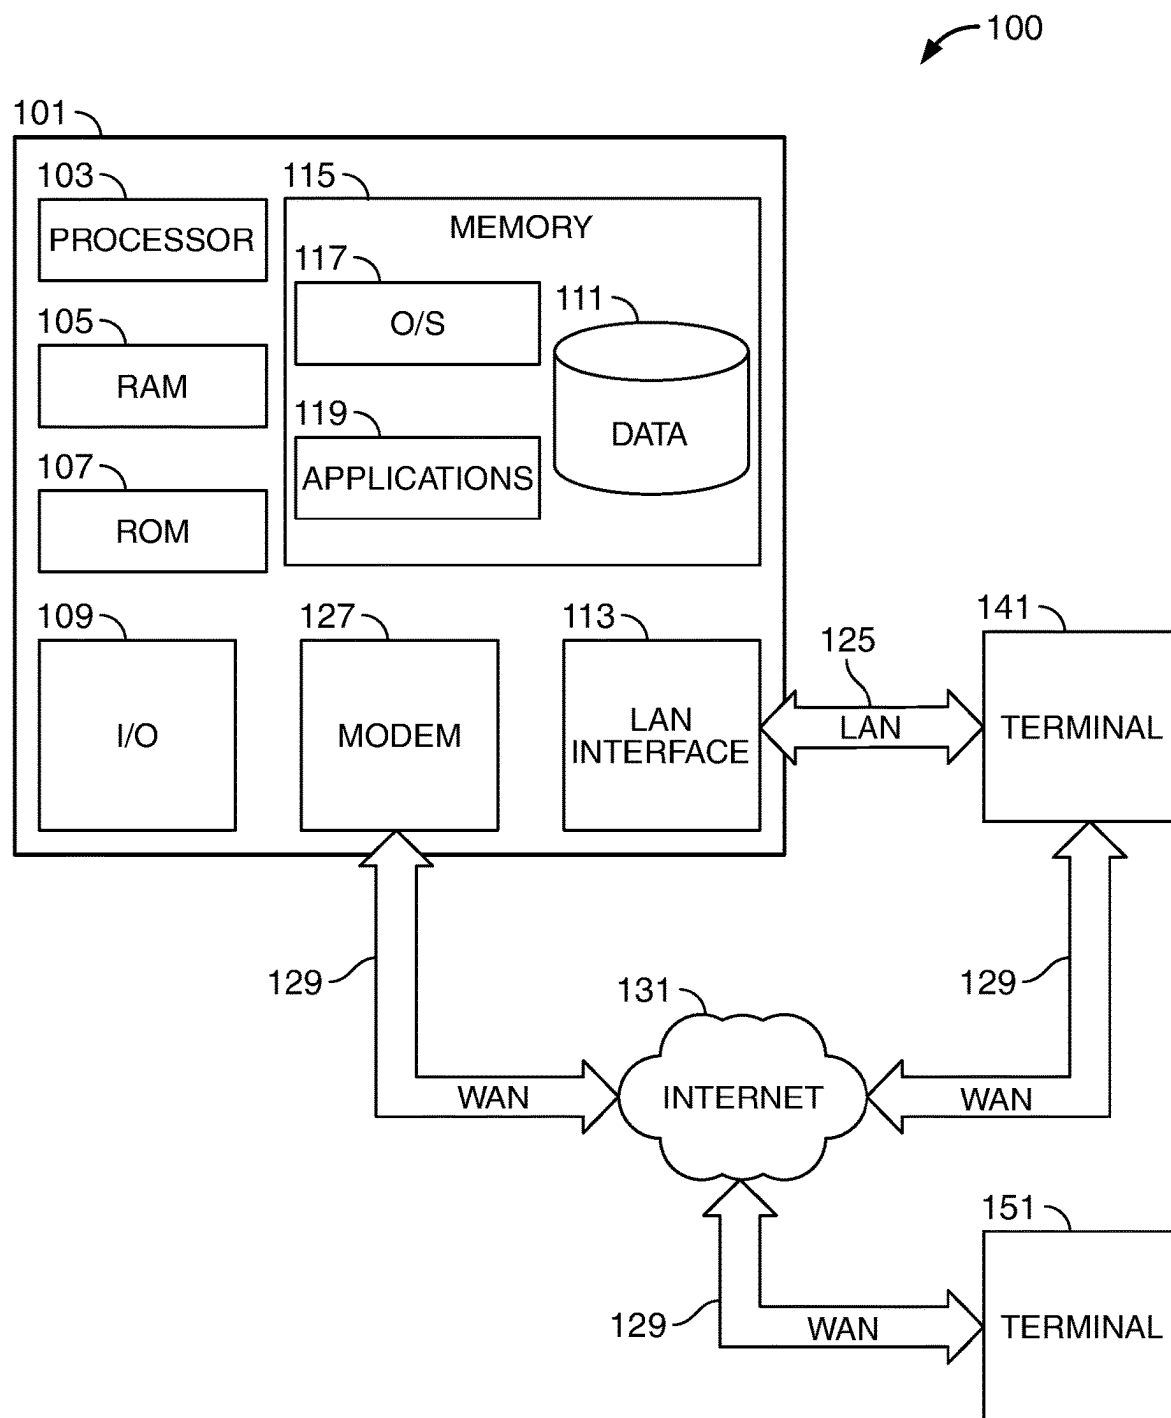 100
101
103
PROCESSOR
115
MEMORY
117
O/S
111
DATA
105
RAM
119
APPLICATIONS
107
ROM
109
I/O
127
MODEM
113
LAN
INTERFACE
125
LAN
141
TERMINAL
129
WAN
131
INTERNET
129
WAN
129
WAN
151
TERMINAL